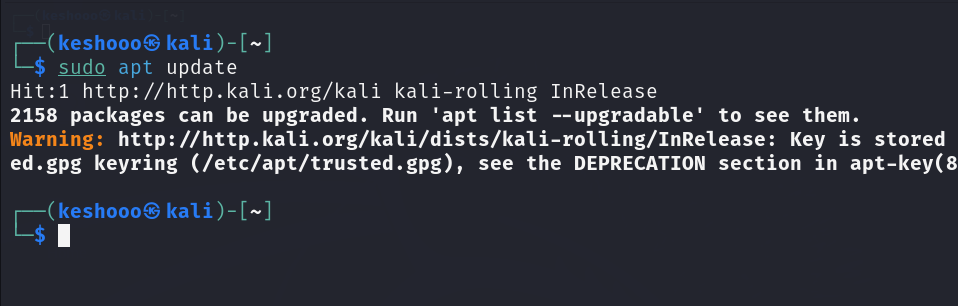 ┌──(keshooo㉿kali)-[~]
└─$ sudo apt update
Hit:1 http://http.kali.org/kali kali-rolling InRelease
2158 packages can be upgraded. Run 'apt list --upgradable' to see them.
Warning: http://http.kali.org/kali/dists/kali-rolling/InRelease: Key is stored
ed.gpg keyring (/etc/apt/trusted.gpg), see the DEPRECATION section in apt-key(8
┌──(keshooo㉿kali)-[~]
└─$